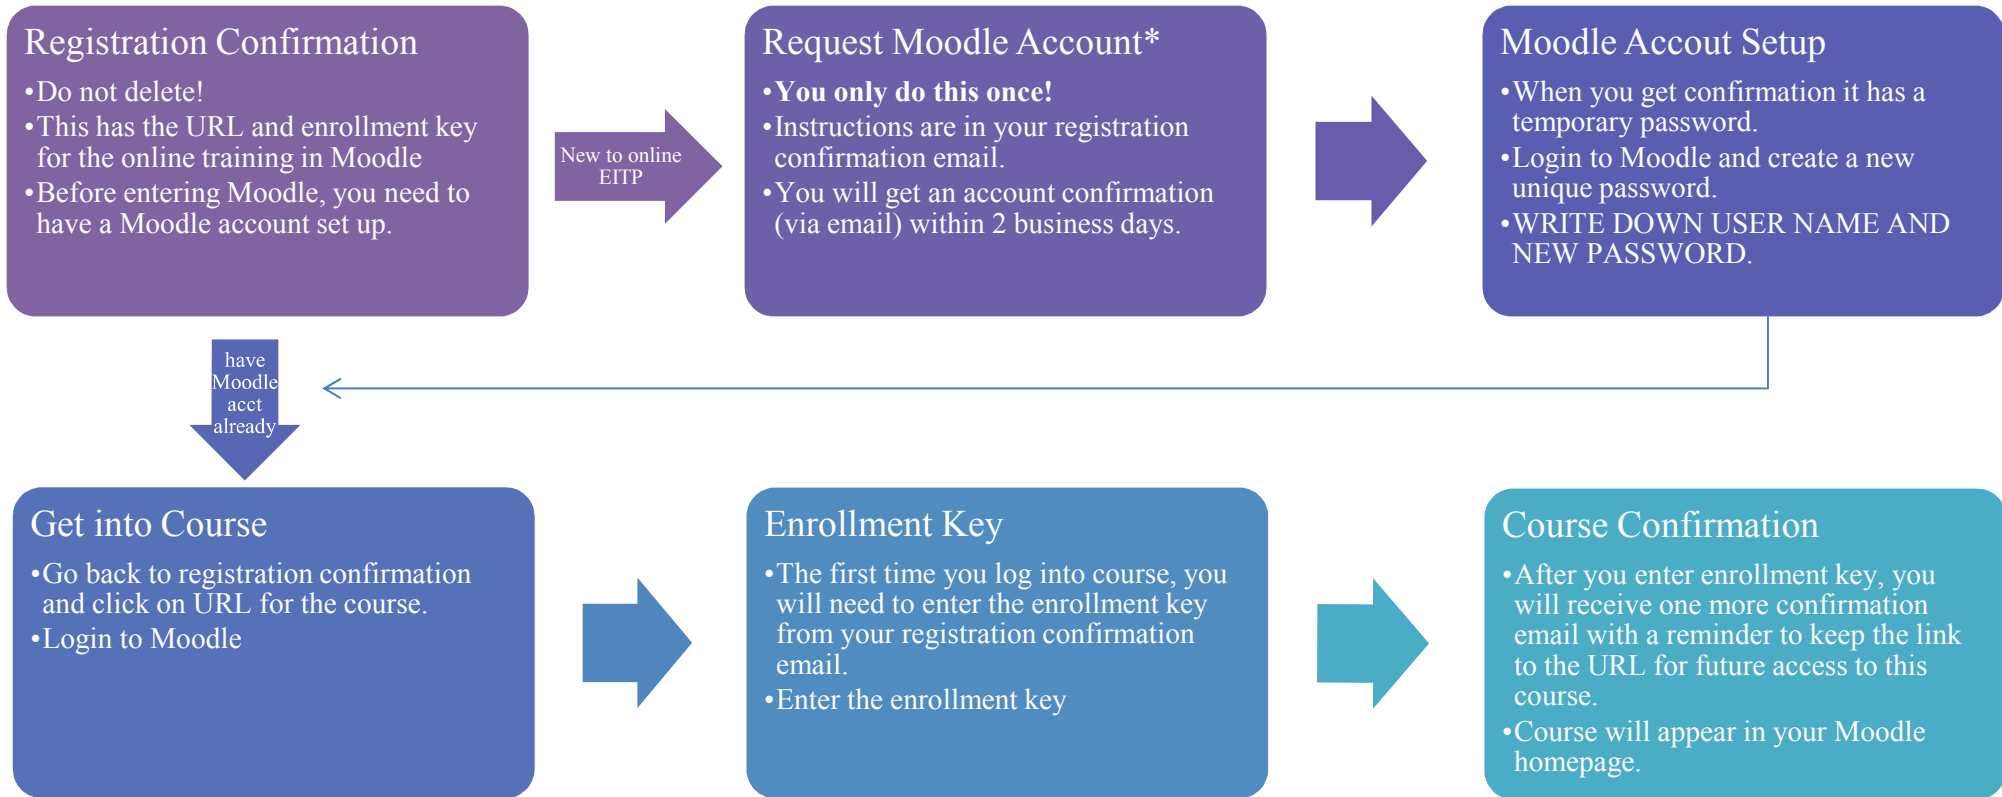 Registration Confirmation
•Do not delete!
•This has the URL and enrollment key
for the online training in Moodle
•Before entering Moodle, you need to
have a Moodle account set up.
New to online
EITP
Request Moodle Account*
•You only do this once!
•Instructions are in your registration
confirmation email.
•You will get an account confirmation
(via email) within 2 business days.
Moodle Accout Setup
•When you get confirmation it has a
temporary password.
•Login to Moodle and create a new
unique password.
•WRITE DOWN USER NAME AND
NEW PASSWORD.
have
Moodle
acct
already
Get into Course
•Go back to registration confirmation
and click on URL for the course.
•Login to Moodle
Enrollment Key
•The first time you log into course, you
will need to enter the enrollment key
from your registration confirmation
email.
•Enter the enrollment key
Course Confirmation
•After you enter enrollment key, you
will receive one more confirmation
email with a reminder to keep the link
to the URL for future access to this
course.
•Course will appear in your Moodle
homepage.